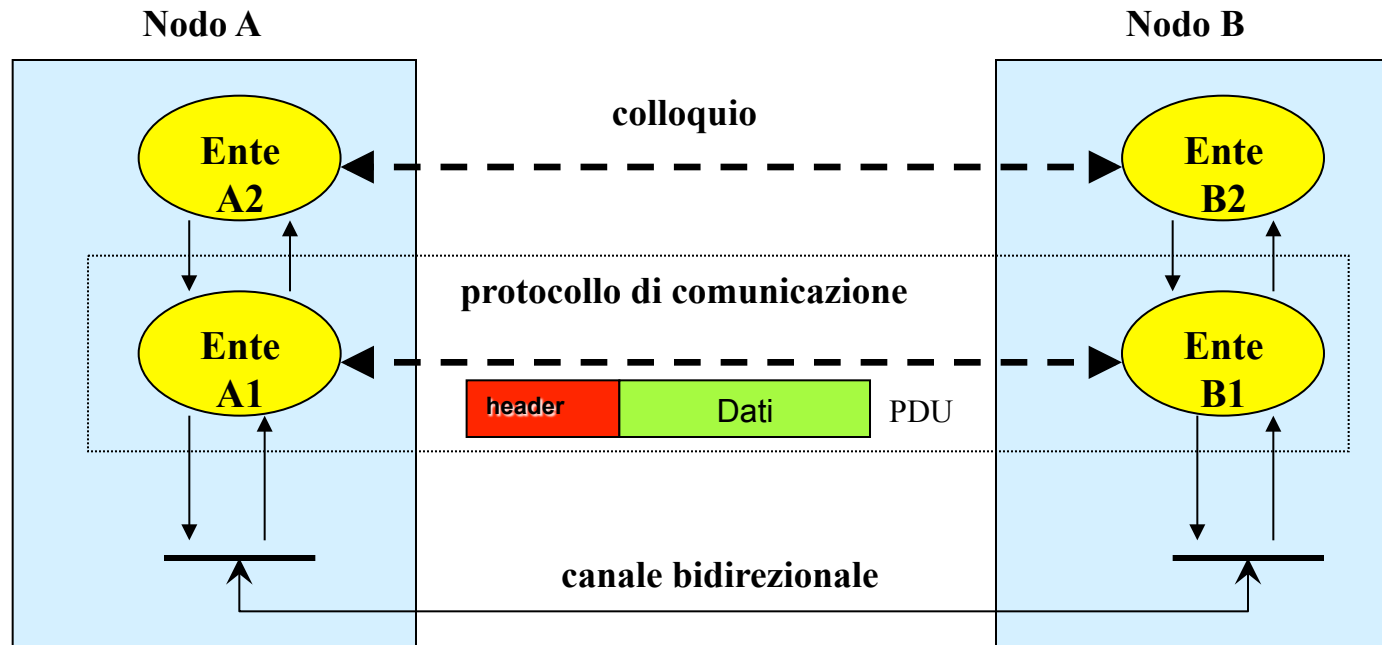 Nodo A
Nodo B
colloquio
Ente
A2
Ente
B2
protocollo di comunicazione
Ente
A1
Ente
B1
header
Dati
PDU
canale bidirezionale